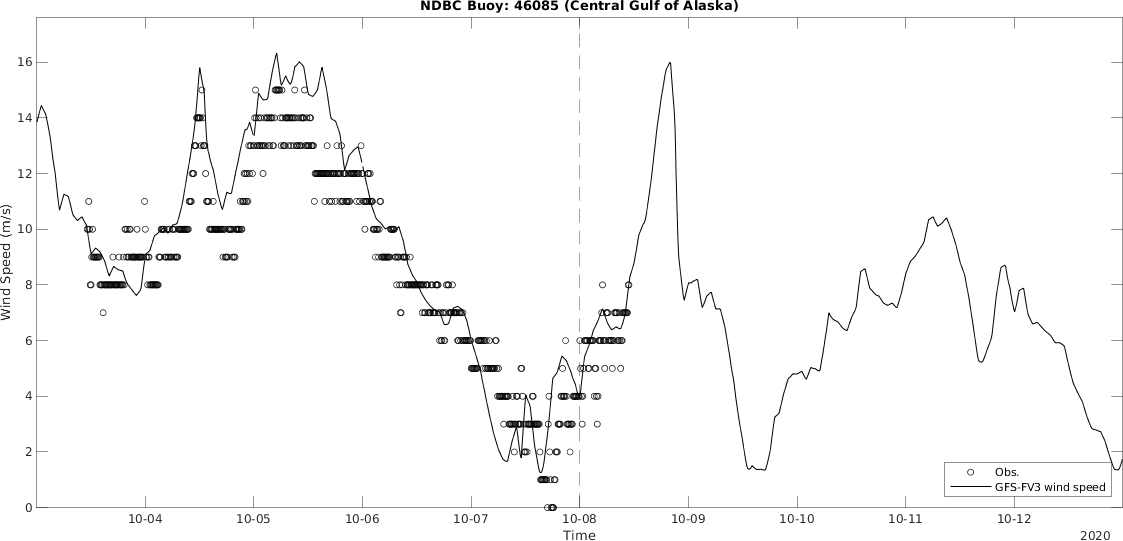 NDBC Buoy: 46085 (Central Gulf of Alaska)
Wind Speed (m/s)
16
14
12
10
8
6
4
2
0
10-04 10-05 10-06 10-07 10-08 10-09 10-10 10-11 10-12
Time
2020
Obs.
GFS-FV3 wind speed